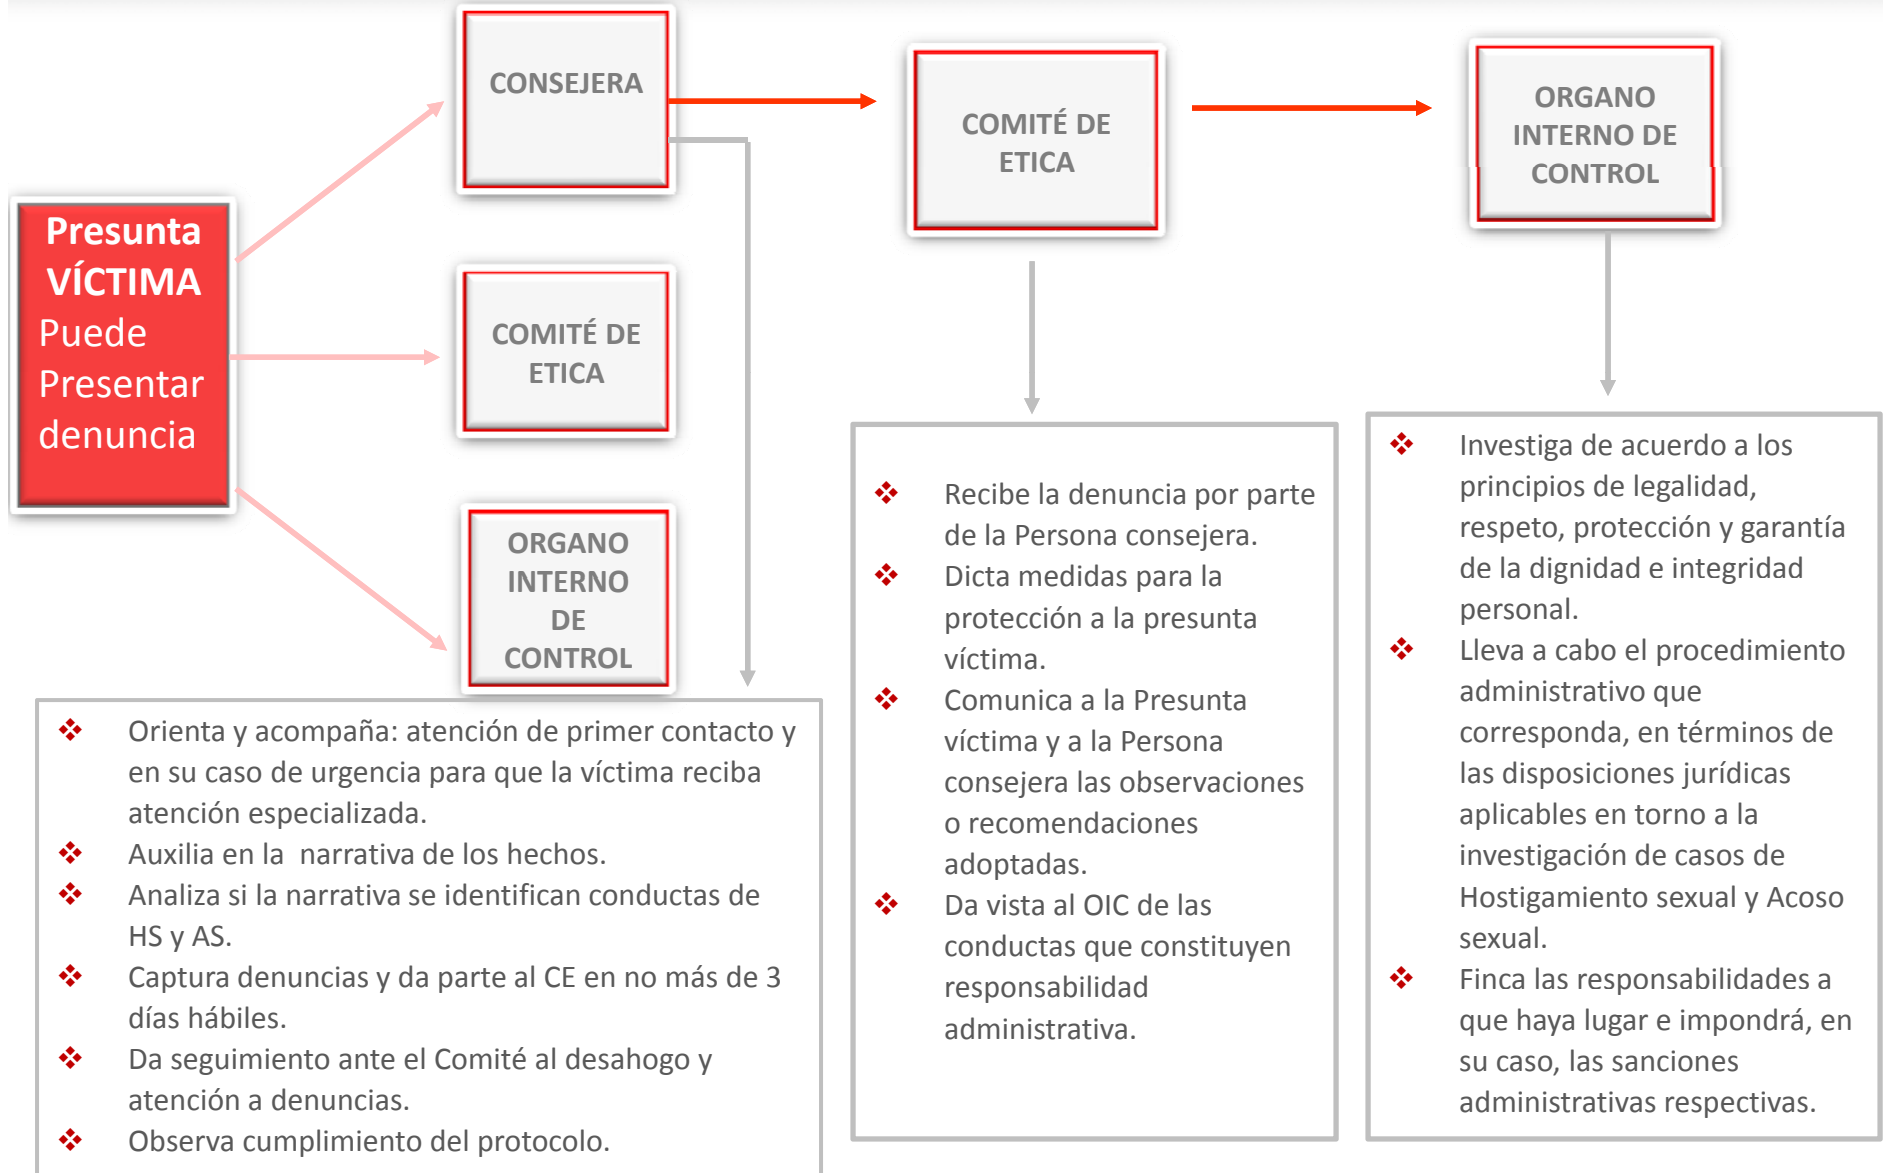 Presunta
VÍCTIMA
Puede
Presentar
denuncia
CONSEJERA
COMITÉ DE
ETICA
ORGANO
INTERNO
DE
CONTROL
COMITÉ DE
ETICA
ORGANO
INTERNO DE
CONTROL
Orienta y acompaña: atención de primer contacto y
en su caso de urgencia para que la víctima reciba
atención especializada.
Auxilia en la narrativa de los hechos.
Analiza si la narrativa se identifican conductas de
HS y AS.
Captura denuncias y da parte al CE en no más de 3
días hábiles.
Da seguimiento ante el Comité al desahogo y
atención a denuncias.
Observa cumplimiento del protocolo.
Recibe la denuncia por parte
de la Persona consejera.
Dicta medidas para la
protección a la presunta
víctima.
Comunica a la Presunta
víctima y a la Persona
consejera las observaciones
o recomendaciones
adoptadas.
Da vista al OIC de las
conductas que constituyen
responsabilidad
administrativa.
Investiga de acuerdo a los
principios de legalidad,
respeto, protección y garantía
de la dignidad e integridad
personal.
Lleva a cabo el procedimiento
administrativo que
corresponda, en términos de
las disposiciones jurídicas
aplicables en torno a la
investigación de casos de
Hostigamiento sexual y Acoso
sexual.
Finca las responsabilidades a
que haya lugar e impondrá, en
su caso, las sanciones
administrativas respectivas.